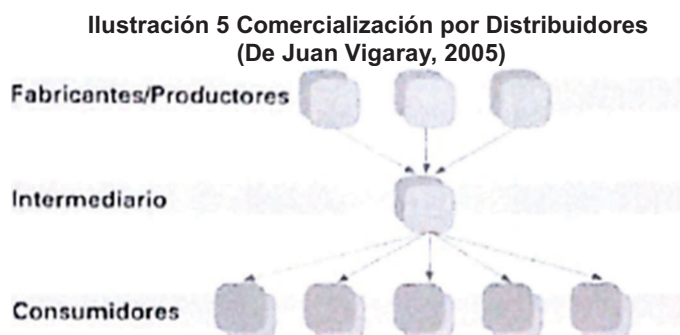 Ilustración 5 Comercialización por Distribuidores
(De Juan Vigaray, 2005)
Fabricantes/Productores
Intermediario
Consumidores